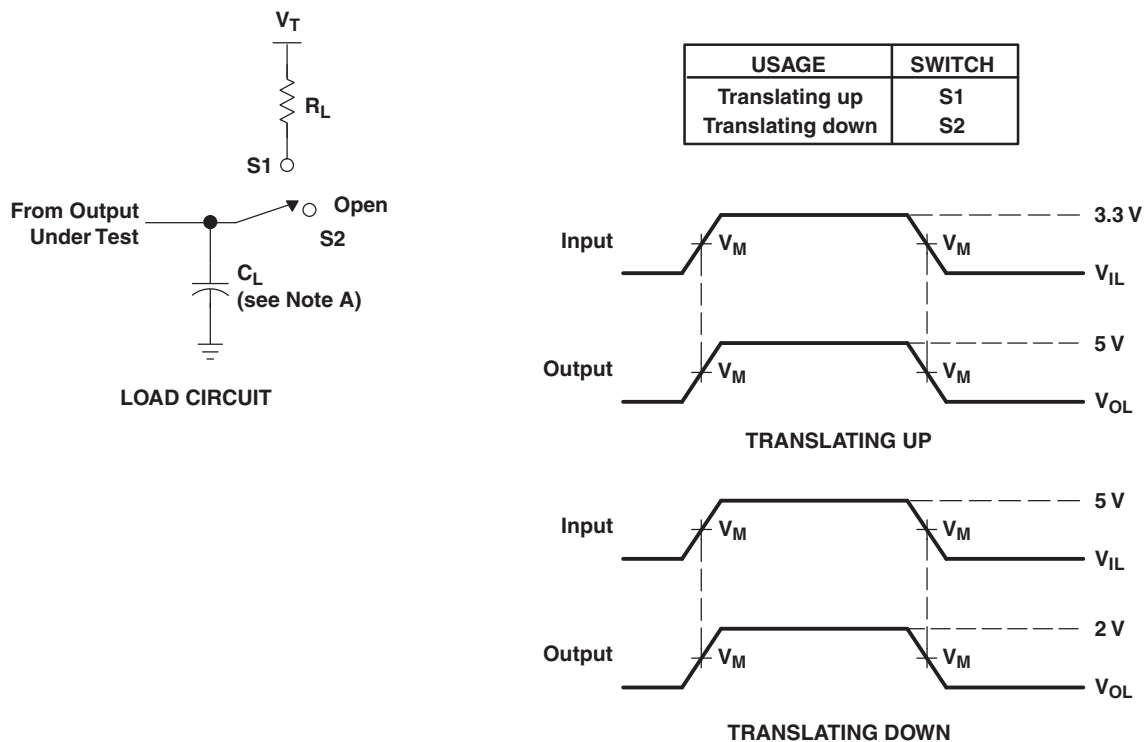 V_T
R_L
S1
From Output
Under Test
Open
S2
C_L
(see Note A)
LOAD CIRCUIT
USAGE SWITCH
Translating up S1
Translating down S2
3.3 V
Input V_M V_M
V_IL
5 V
Output V_M V_M
V_OL
TRANSLATING UP
5 V
Input V_M V_M
V_IL
2 V
Output V_M V_M
V_OL
TRANSLATING DOWN